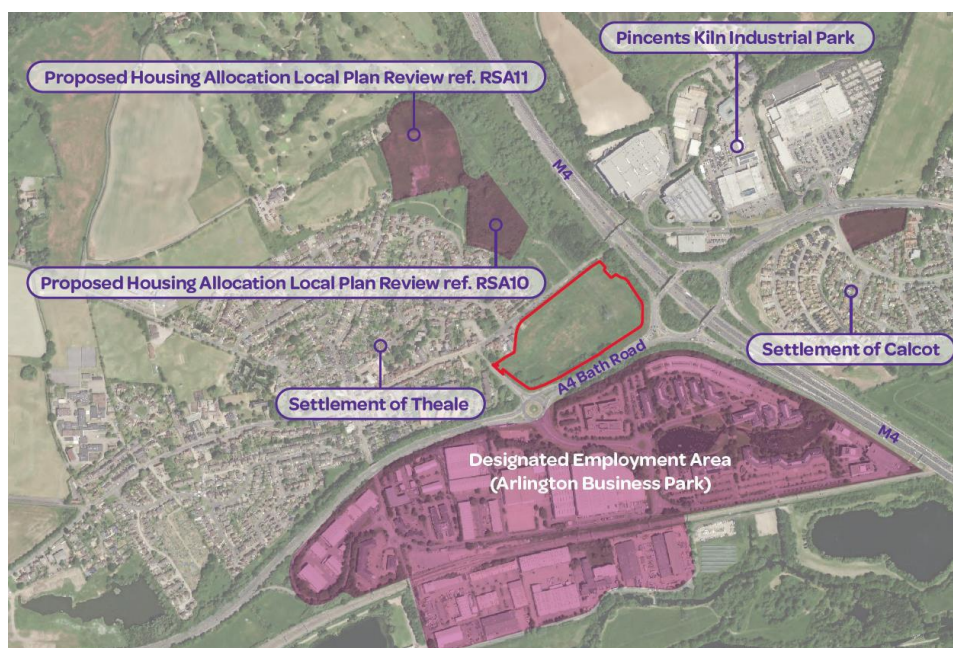 Pincents Kiln Industrial Park
Proposed Housing Allocation Local Plan Review ref. RSA11
M4
Proposed Housing Allocation Local Plan Review ref. RSA10
Settlement of Calcot
A4 Bath Road
Settlement of Theale
M4
Designated Employment Area
(Arlington Business Park)